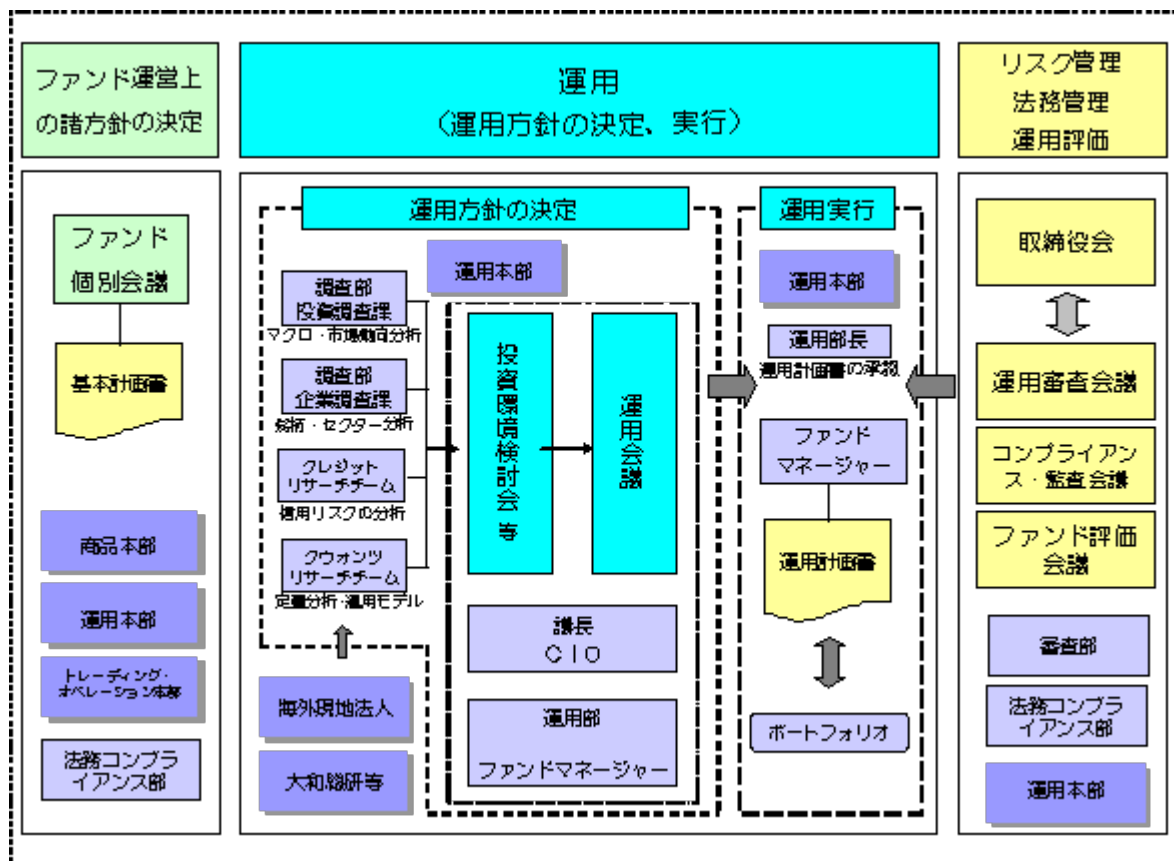 ファンド運営上
の諸方針の決定
ファンド
個別会議
基本計画書
商品本部
運用本部
トレーディング・
オペレーション本部
法務コンプラ
イアンス部
運用
（運用方針の決定、実行）
運用方針の決定
運用本部
調査部
投資調査課
マクロ・市場動向分析
調査部
企業調査課
銘柄・セクター分析
クレジット
リサーチチーム
信用リスクの分析
クウォンツ
リサーチチーム
定量分析・運用モデル
海外現地法人
大和総研等
投資環境検討会等
運用会議
議長
ＣＩＯ
運用部
ファンドマネージャー
運用実行
運用本部
運用部長
運用計画書の承認
ファンド
マネージャー
運用計画書
ポートフォリオ
リスク管理
法務管理
運用評価
取締役会
運用審査会議
コンプライアン
ス・監査会議
ファンド評価
会議
審査部
法務コンプラ
イアンス部
運用本部